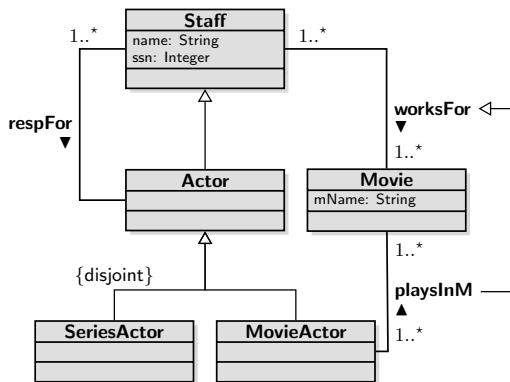 Staff
name: String
ssn: Integer
1..*
1..*
respFor
▼
worksFor
▼
1..*
Actor
Movie
mName: String
{disjoint}
1..*
playsInM
▲
1..*
SeriesActor
MovieActor